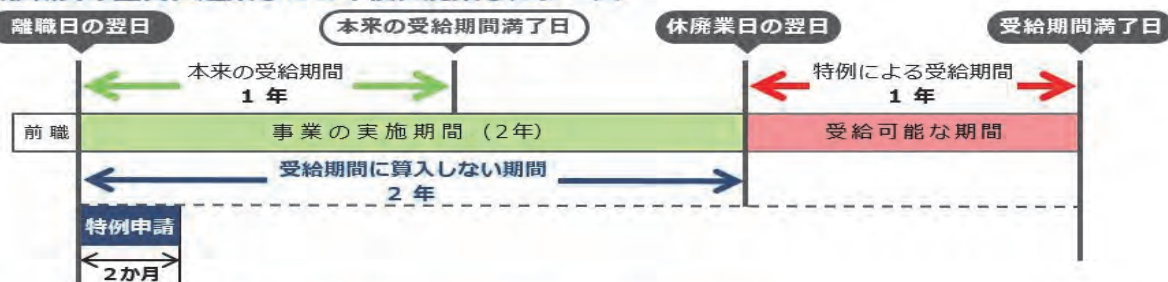 離職日の翌日 本来の受給期間満了日 休廃業日の翌日 受給期間満了日
本来の受給期間 特例による受給期間
1 年 1 年
前職 事業の実施期間 (2年) 受給可能な期間
受給期間に算入しない期間
2 年
特例申請
2か月